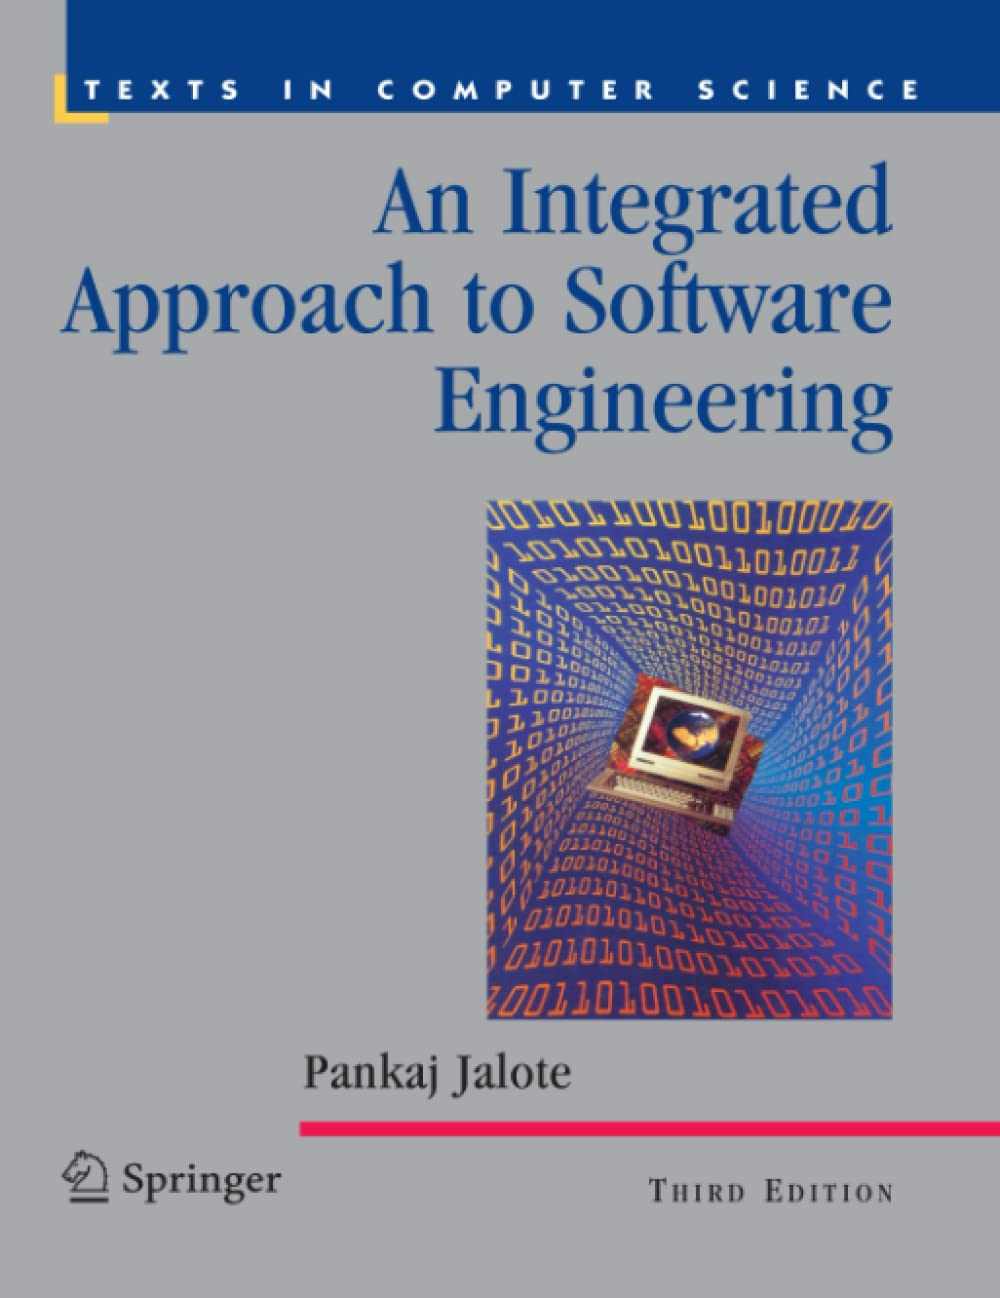 TEXTS IN COMPUTER SCIENCE
An Integrated
Approach to Software
Engineering
Pankaj Jalote
Springer
THIRD EDITION